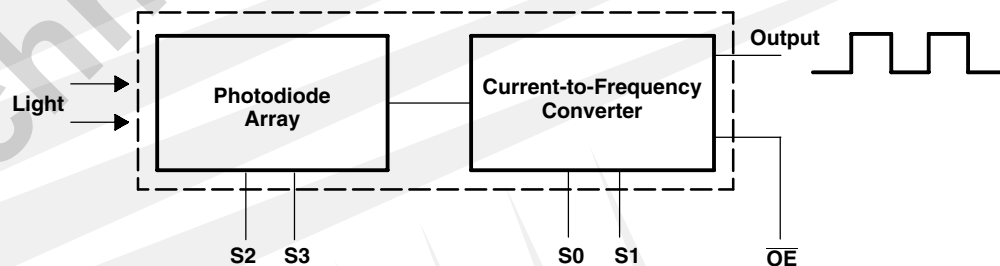 Light
Photodiode
Array
Current-to-Frequency
Converter
Output
S2
S3
S0
S1
OE